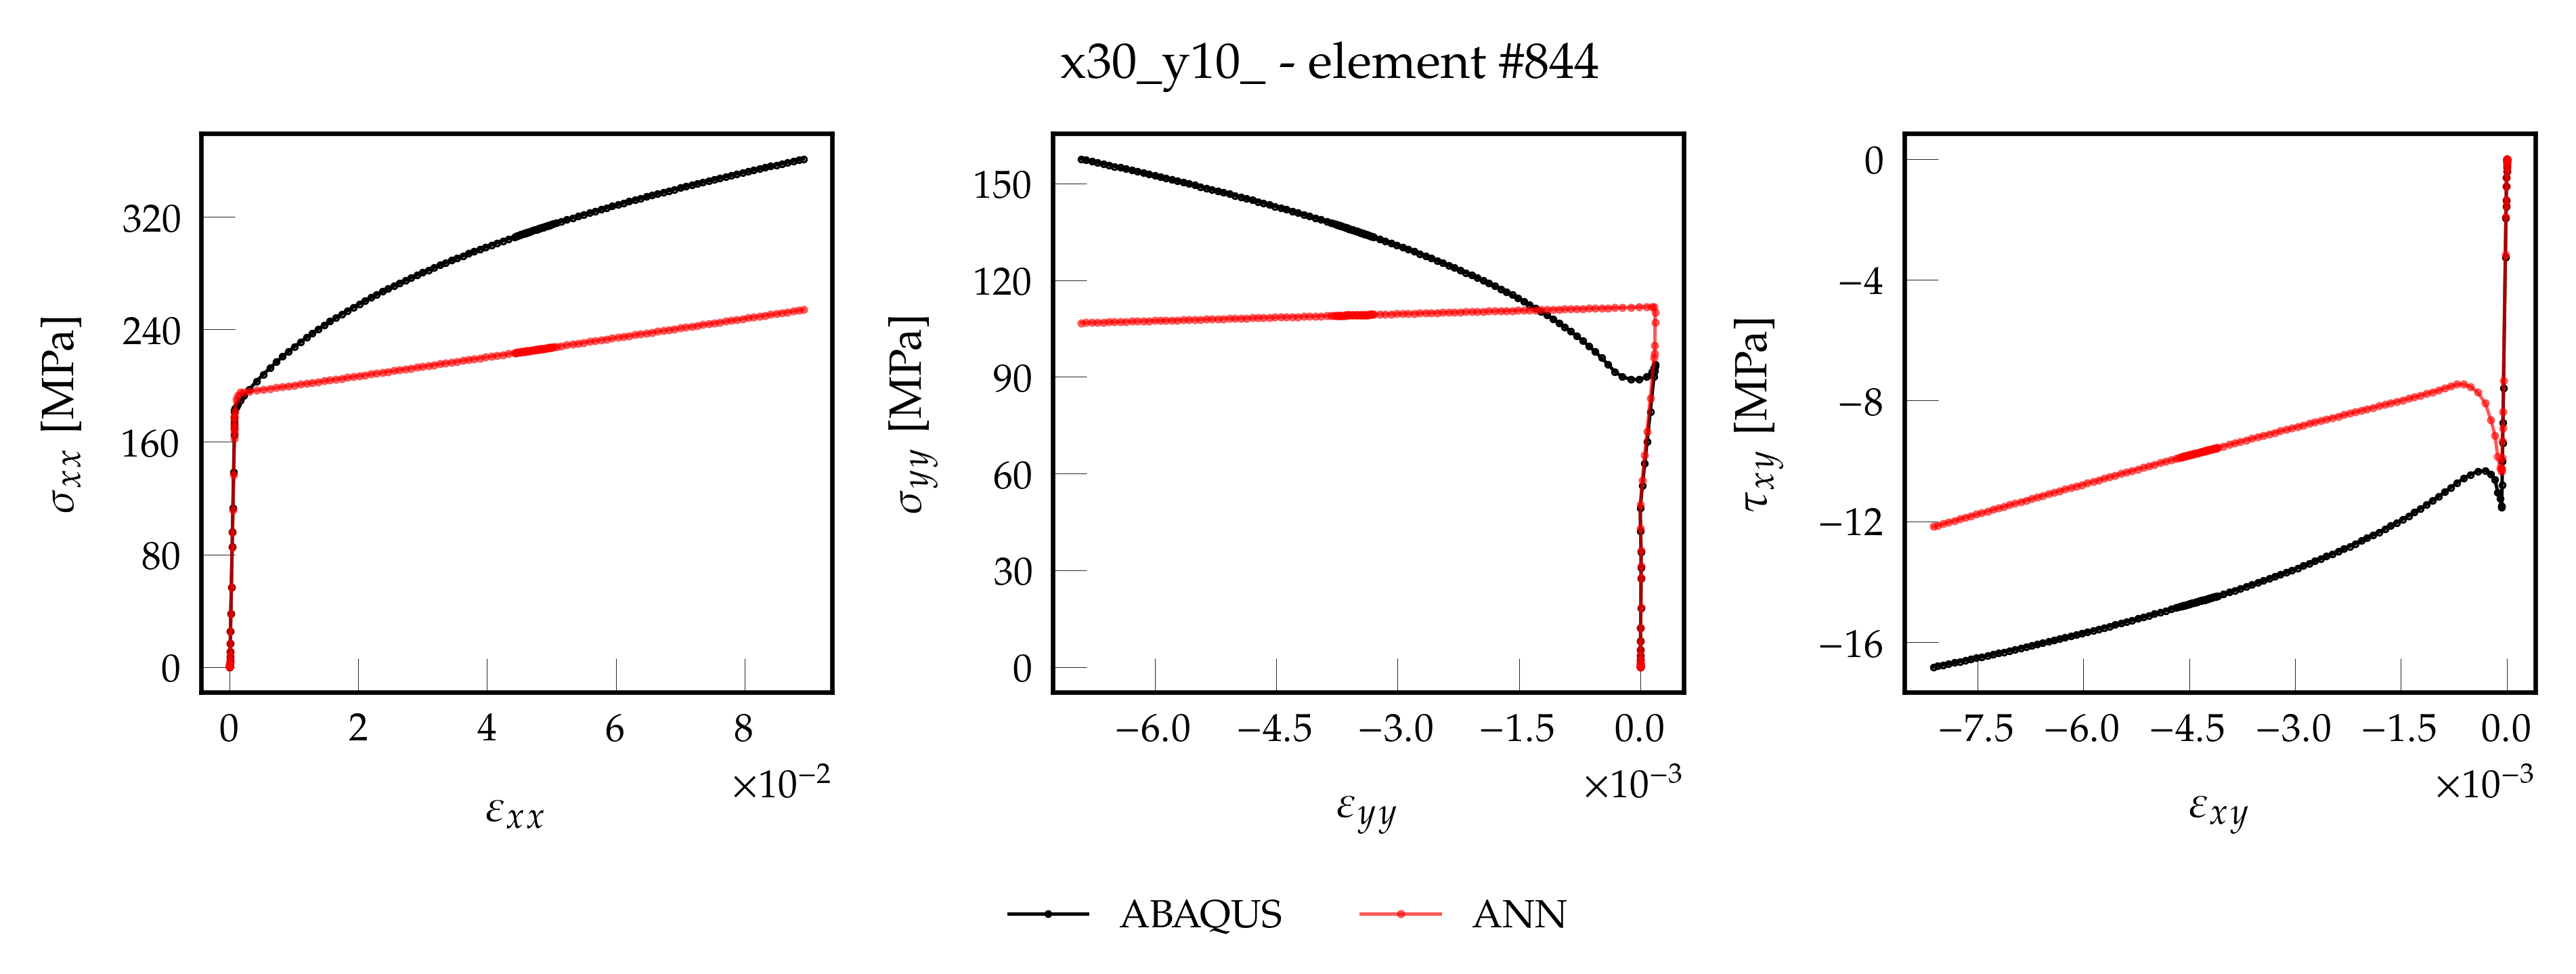 x30_y10_ - element #844
σxx [MPa]
320
240
160
80
0
0 2 4 6 8
×10−2
εxx
σyy [MPa]
150
120
90
60
30
0
−6.0 −4.5 −3.0 −1.5 0.0
×10−3
εyy
τxy [MPa]
0
−4
−8
−12
−16
−7.5 −6.0 −4.5 −3.0 −1.5 0.0
×10−3
εxy
ABAQUS ANN